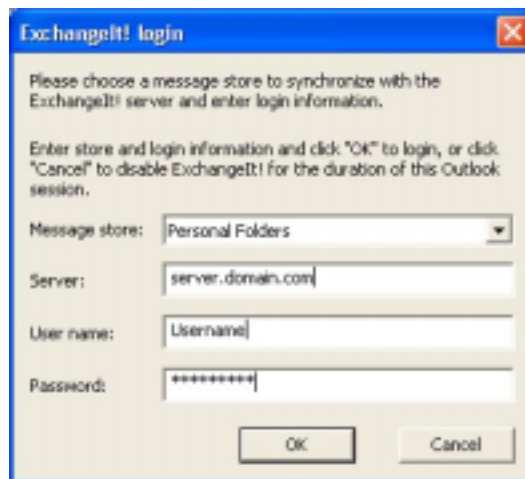 ExchangeIt! login
Please choose a message store to synchronize with the
ExchangeIt! server and enter login information.
Enter store and login information and click "OK" to login, or click
"Cancel" to disable ExchangeIt! for the duration of this Outlook
session.
Message store: Personal Folders
Server: server.domain.com
User name: Username
Password: *********
OK Cancel